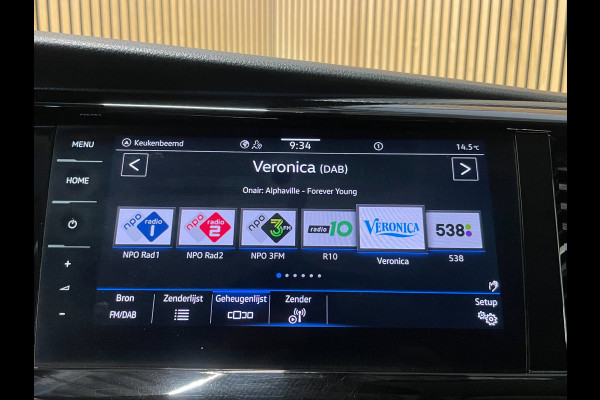 MENU
Keukenbeemd
9:34
1
14.5°C
HOME
<
Veronica (DAB)
>
Onair: Alphaville - Forever Young
npo radio 1
npo radio 2
npo 3FM
radio 10
VERONICA
538
NPO Rad1
NPO Rad2
NPO 3FM
R10
Veronica
538
+
-
Bron
Zenderlijst
Geheugenlijst
Zender
Setup
FM/DAB